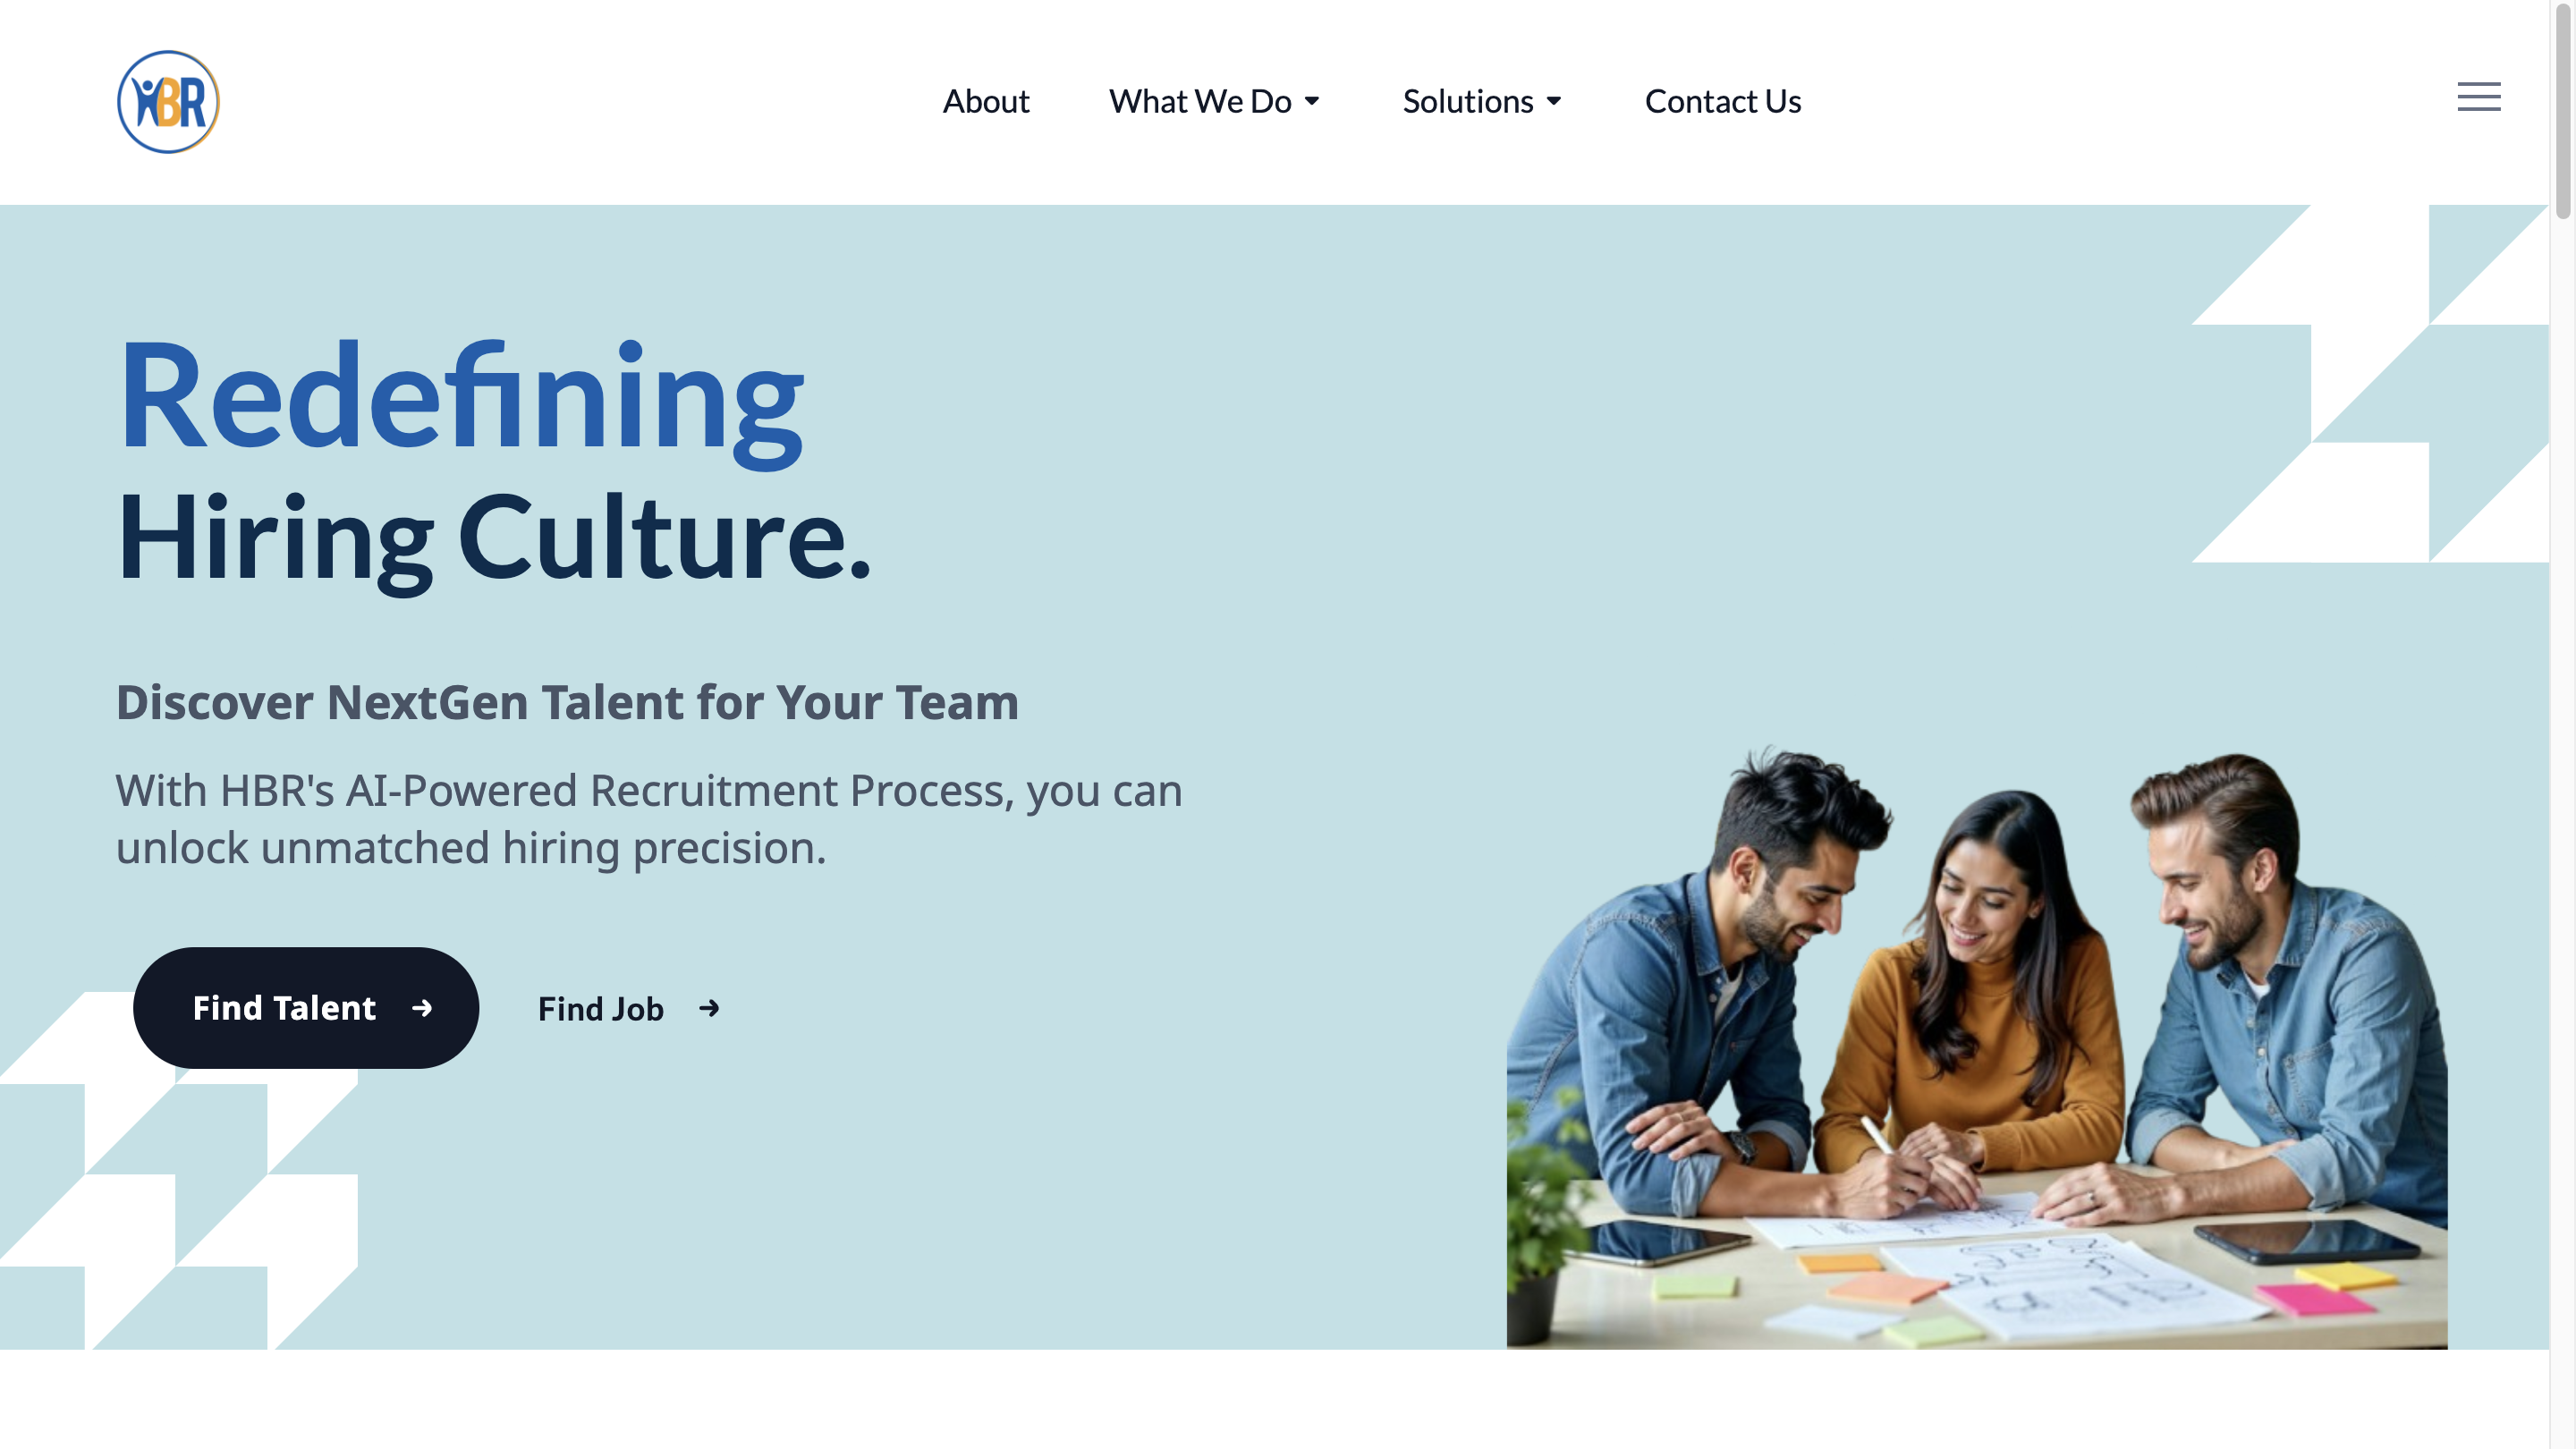 HBR
About
What We Do
Solutions
Contact Us
Redefining
Hiring Culture.
Discover NextGen Talent for Your Team
With HBR's AI-Powered Recruitment Process, you can
unlock unmatched hiring precision.
Find Talent
Find Job